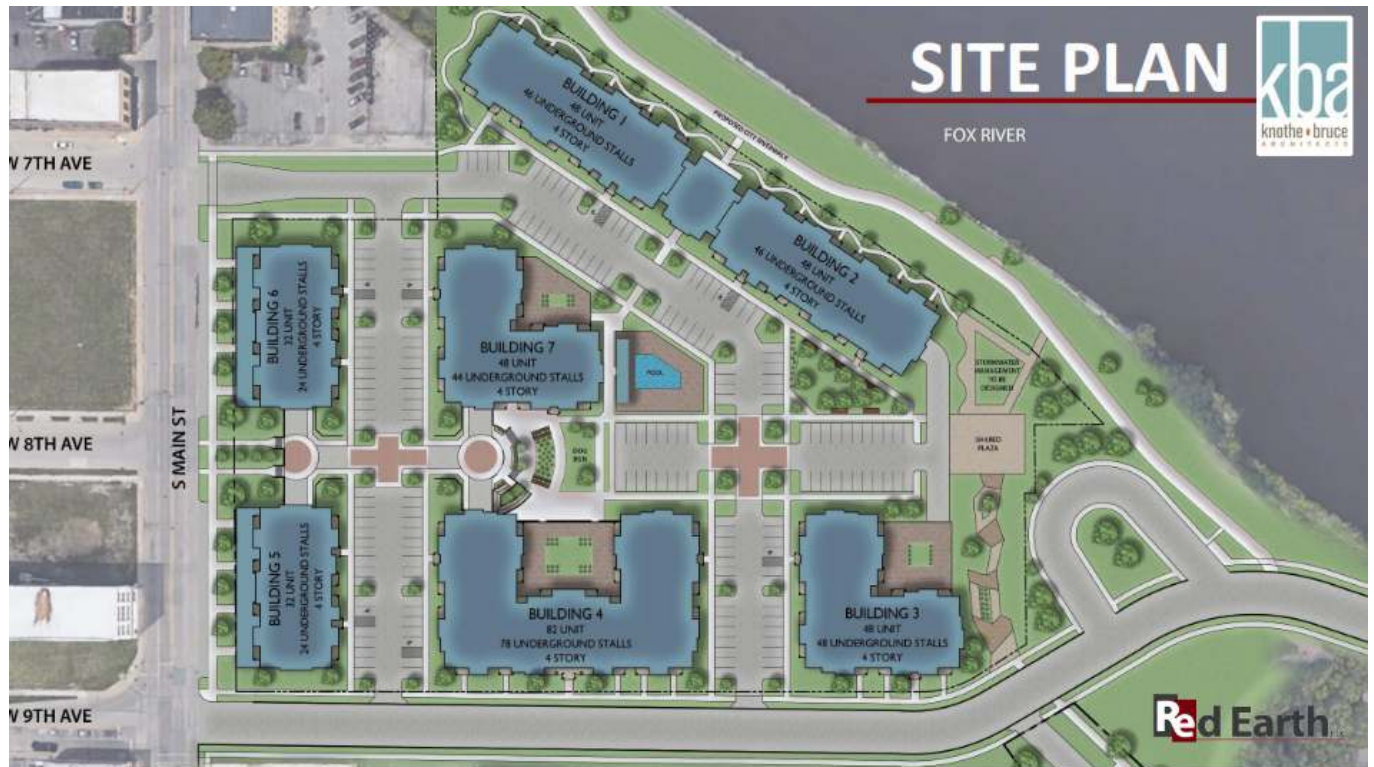 SITE PLAN
kba
knothe • bruce
ARCHITECTS
FOX RIVER
W 7TH AVE
W 8TH AVE
W 9TH AVE
S MAIN ST
BUILDING 1
48 UNIT
46 UNDERGROUND STALLS
4 STORY
BUILDING 2
48 UNIT
46 UNDERGROUND STALLS
4 STORY
BUILDING 6
32 UNIT
24 UNDERGROUND STALLS
4 STORY
BUILDING 7
48 UNIT
44 UNDERGROUND STALLS
4 STORY
POOL
STORMWATER
MANAGEMENT
TO BE
DESIGNED
SHARED
PLAZA
DOG
RUN
BUILDING 5
32 UNIT
24 UNDERGROUND STALLS
4 STORY
BUILDING 4
82 UNIT
78 UNDERGROUND STALLS
4 STORY
BUILDING 3
48 UNIT
48 UNDERGROUND STALLS
4 STORY
Red Earth